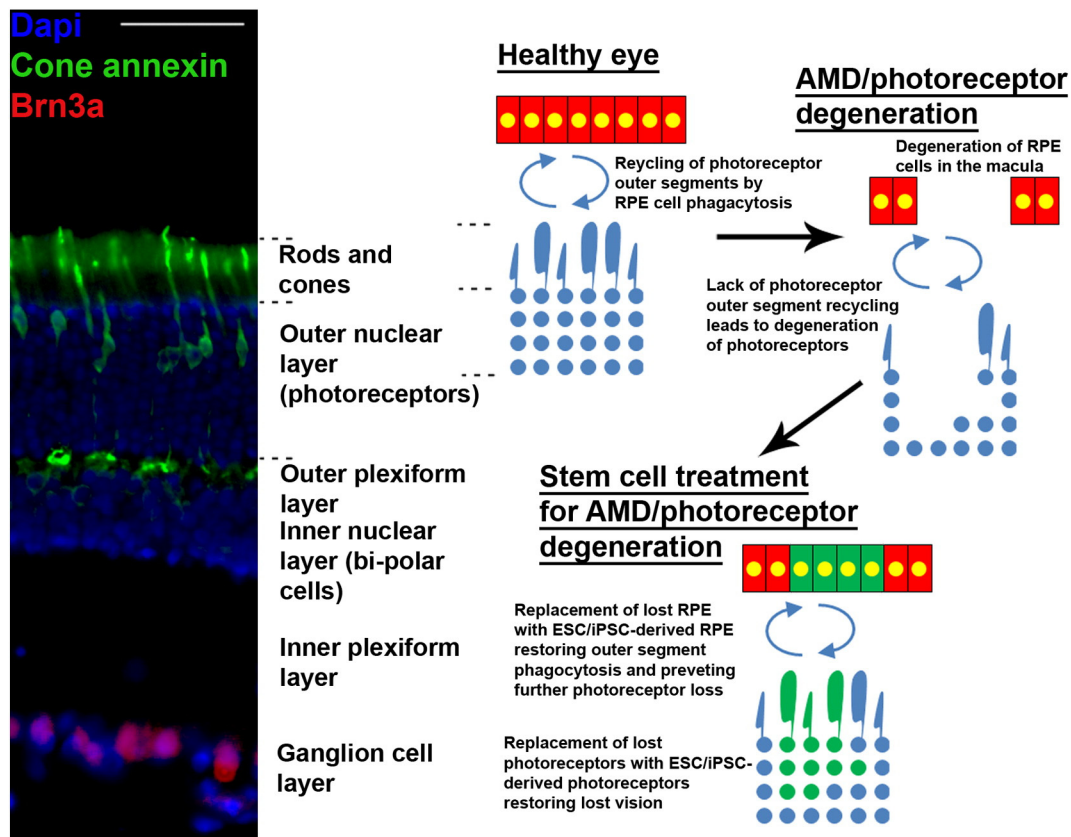 Dapi
Cone annexin
Brn3a
Rods and
cones
Outer nuclear
layer
(photoreceptors)
Outer plexiform
layer
Inner nuclear
layer (bi-polar
cells)
Inner plexiform
layer
Ganglion cell
layer
Healthy eye
Reycling of photoreceptor
outer segments by
RPE cell phagacytosis
AMD/photoreceptor
degeneration
Degeneration of RPE
cells in the macula
Lack of photoreceptor
outer segment recycling
leads to degeneration
of photoreceptors
Stem cell treatment
for AMD/photoreceptor
degeneration
Replacement of lost RPE
with ESC/iPSC-derived RPE
restoring outer segment
phagocytosis and preveting
further photoreceptor loss
Replacement of lost
photoreceptors with ESC/iPSC-
derived photoreceptors
restoring lost vision